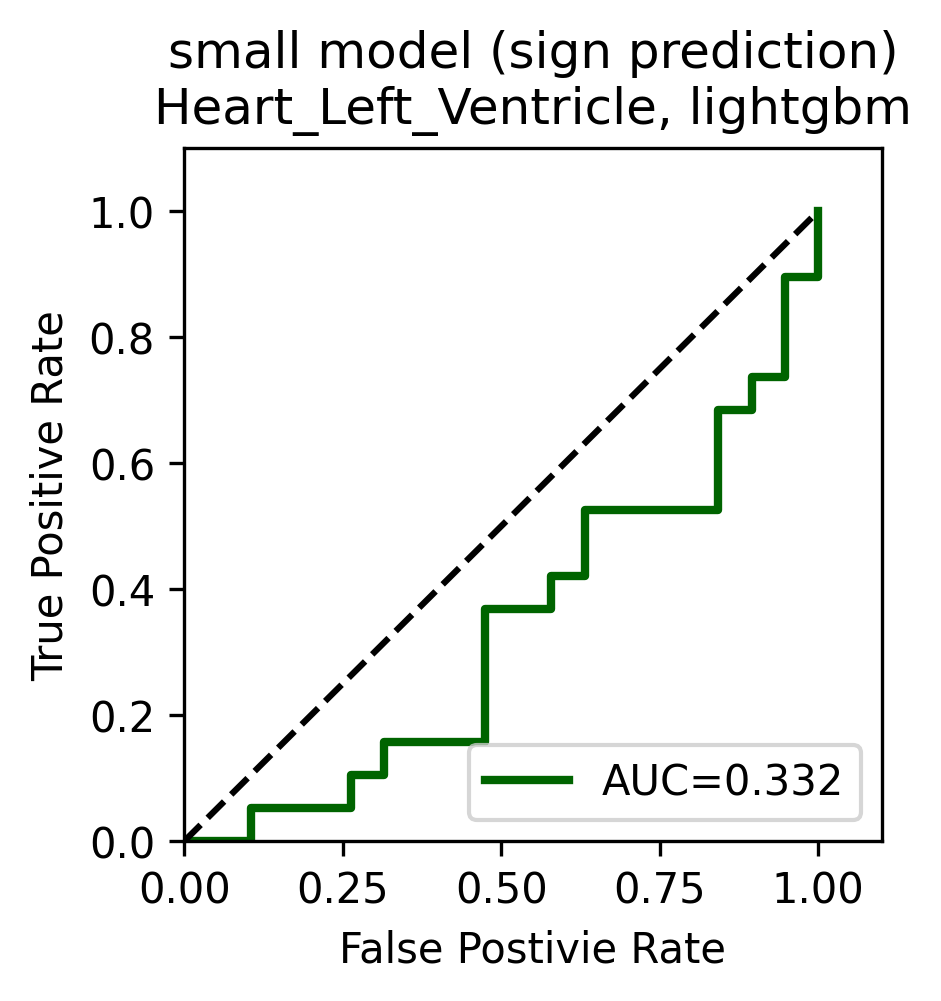 small model (sign prediction)
Heart_Left_Ventricle, lightgbm
True Positive Rate
1.0
0.8
0.6
0.4
0.2
0.0
AUC=0.332
0.00 0.25 0.50 0.75 1.00
False Postivie Rate